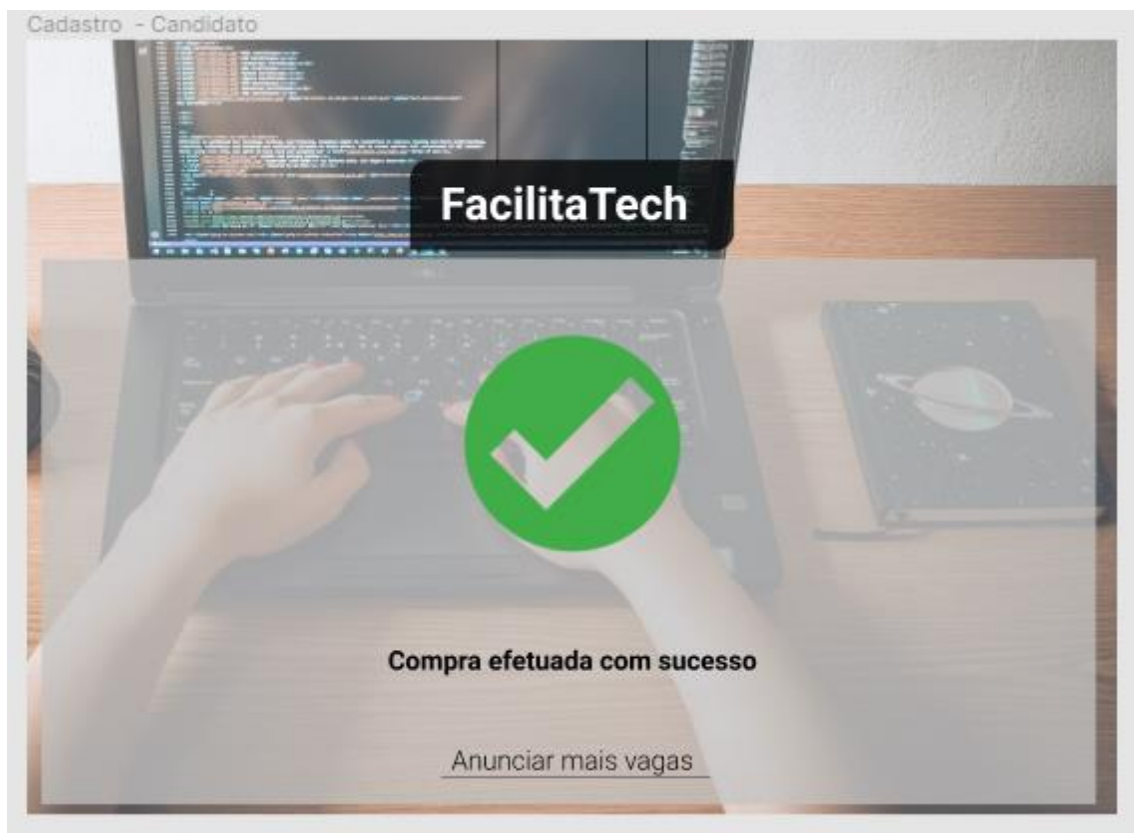 Cadastro - Candidato
FacilitaTech
Compra efetuada com sucesso
Anunciar mais vagas